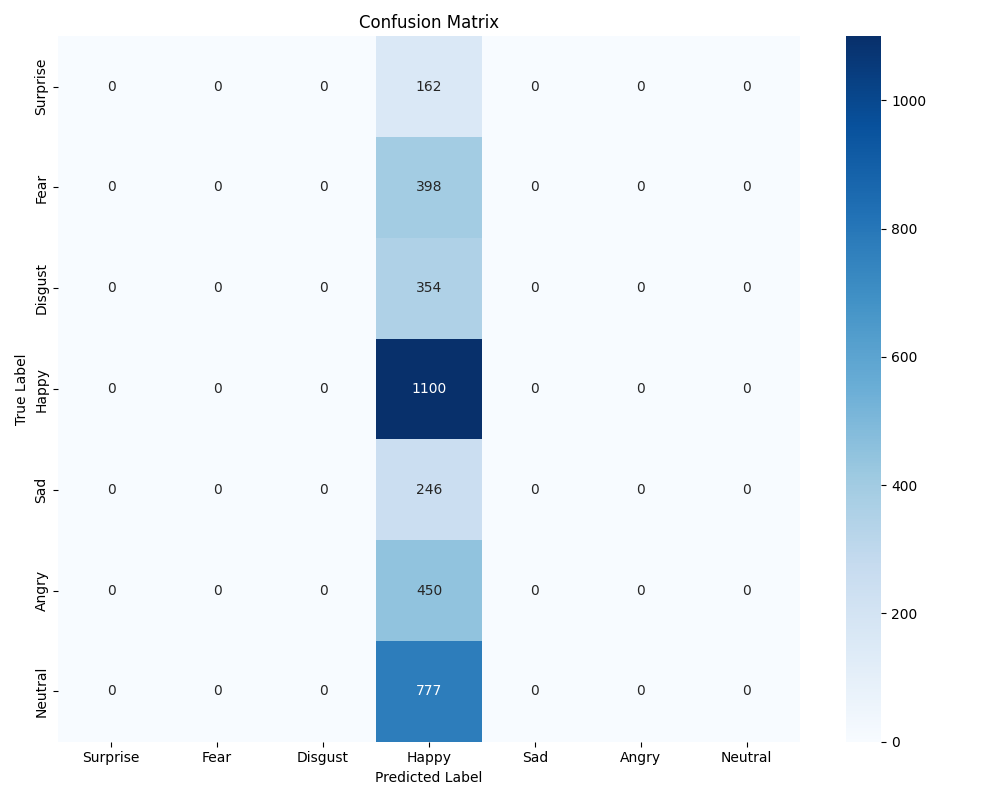 Confusion Matrix
Surprise 0 0 0 162 0 0 0
Fear 0 0 0 398 0 0 0
Disgust 0 0 0 354 0 0 0
Happy 0 0 0 1100 0 0 0
Sad 0 0 0 246 0 0 0
Angry 0 0 0 450 0 0 0
Neutral 0 0 0 777 0 0 0
True Label
Surprise Fear Disgust Happy Sad Angry Neutral
Predicted Label
1000
800
600
400
200
0